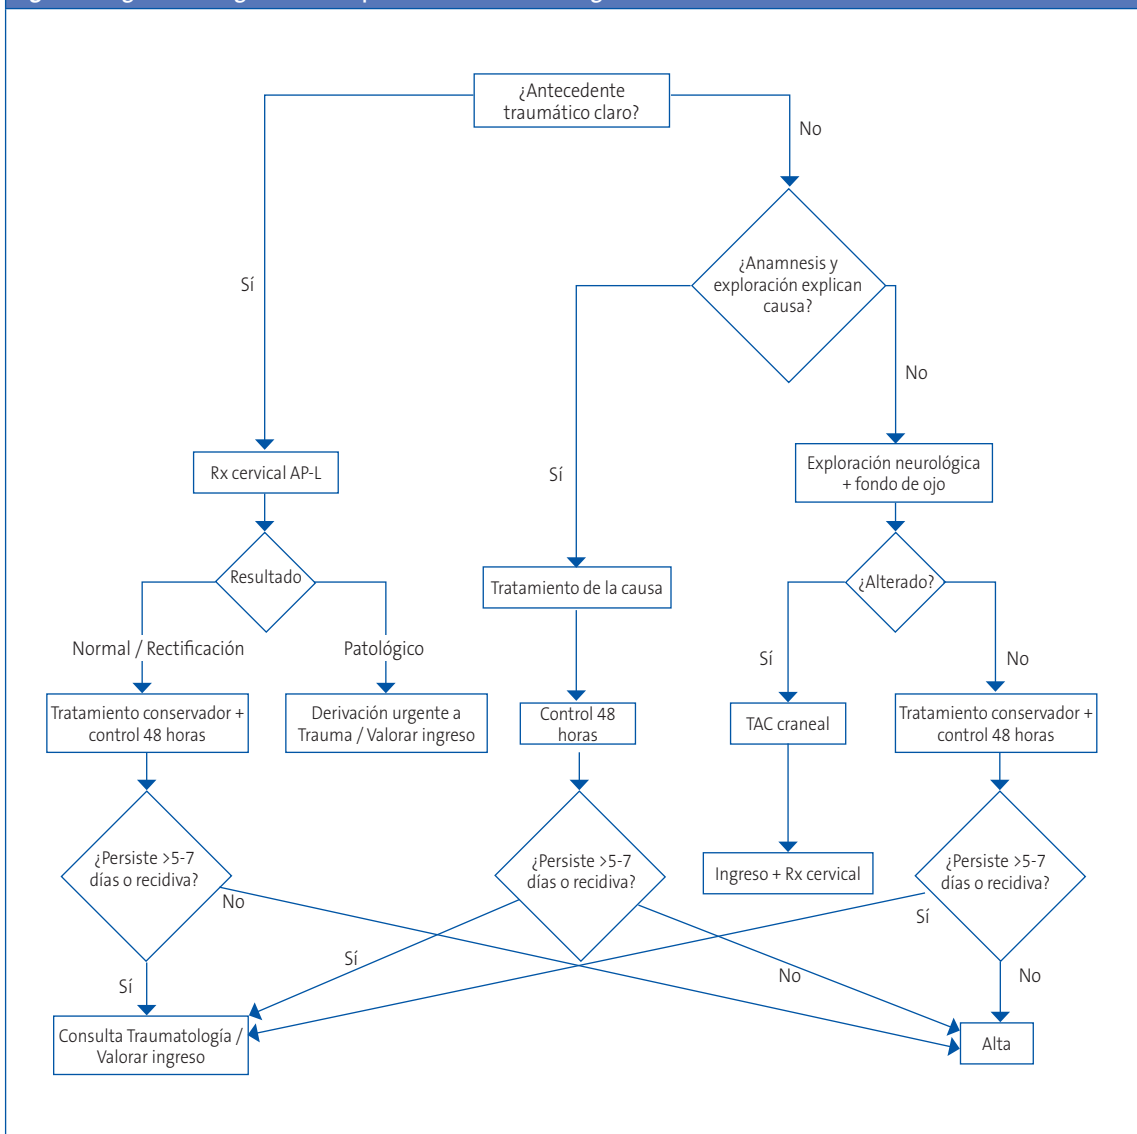 ¿Antecedente
traumático claro?
No
Sí
¿Anamnesis y
exploración explican
causa?
No
Sí
Rx cervical AP-L
Exploración neurológica
+ fondo de ojo
Resultado
Tratamiento de la causa
¿Alterado?
Normal / Rectificación
Patológico
Sí
No
Tratamiento conservador +
control 48 horas
Derivación urgente a
Trauma / Valorar ingreso
Control 48
horas
TAC craneal
Tratamiento conservador +
control 48 horas
¿Persiste >5-7
días o recidiva?
No
¿Persiste >5-7
días o recidiva?
Ingreso + Rx cervical
¿Persiste >5-7
días o recidiva?
Sí
Sí
Sí
No
No
Consulta Traumatología /
Valorar ingreso
Alta